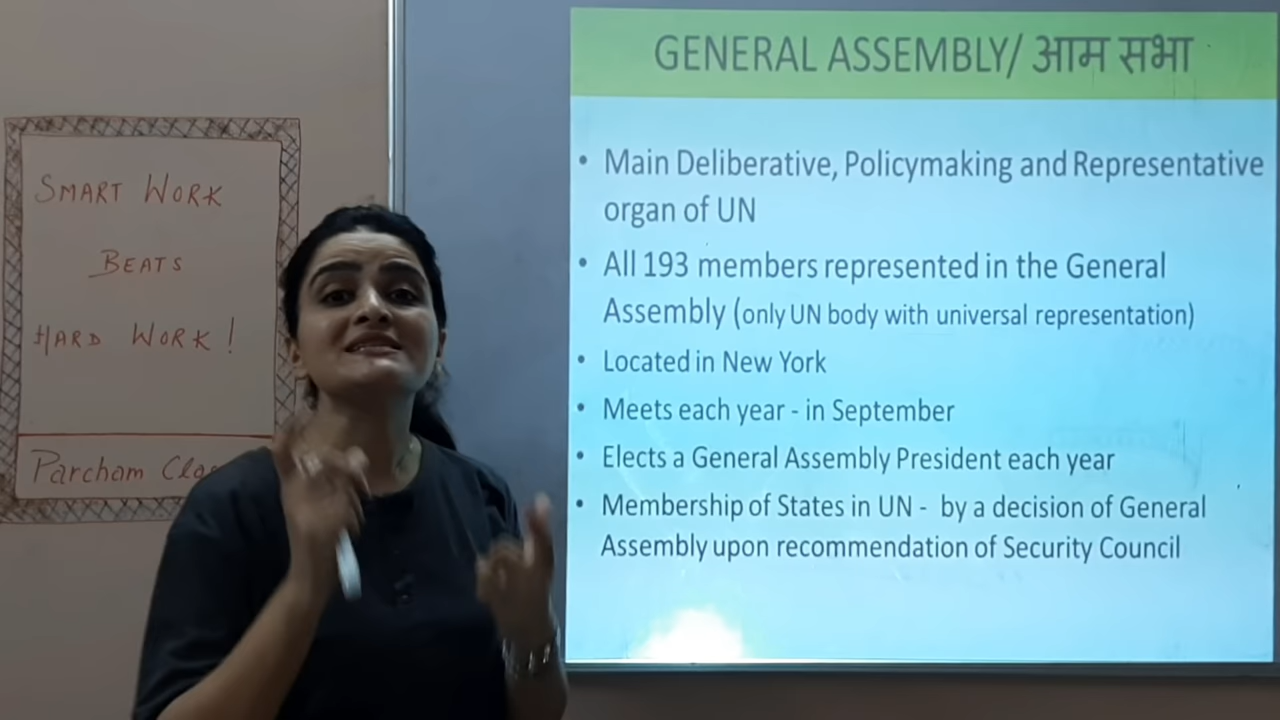 SMART WORK
BEATS
HARD WORK!
Parcham
GENERAL ASSEMBLY/ आम सभा
• Main Deliberative, Policymaking and Representative
organ of UN
• All 193 members represented in the General
Assembly (only UN body with universal representation)
• Located in New York
• Meets each year - in September
• Elects a General Assembly President each year
• Membership of States in UN - by a decision of General
Assembly upon recommendation of Security Council